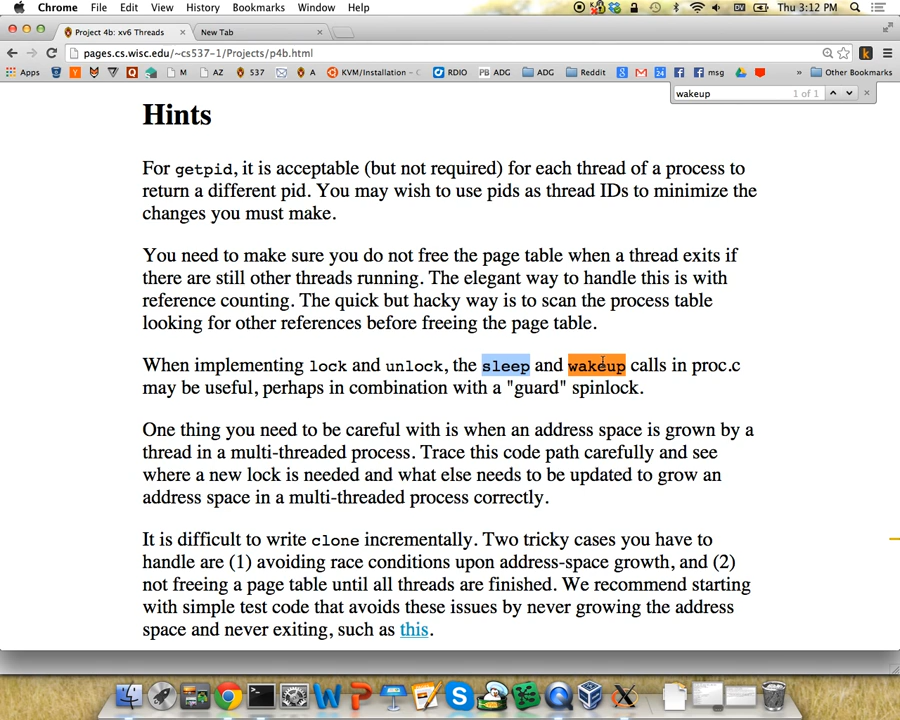 Chrome File Edit View History Bookmarks Window Help Thu 3:12 PM
Project 4b: xv6 Threads New Tab
pages.cs.wisc.edu/~cs537-1/Projects/p4b.html
Apps M AZ 537 A KVM/Installation - C RDIO PB ADG ADG Reddit 8 M 24 f f msg » Other Bookmarks
wakeup 1 of 1
Hints
For getpid, it is acceptable (but not required) for each thread of a process to
return a different pid. You may wish to use pids as thread IDs to minimize the
changes you must make.
You need to make sure you do not free the page table when a thread exits if
there are still other threads running. The elegant way to handle this is with
reference counting. The quick but hacky way is to scan the process table
looking for other references before freeing the page table.
When implementing lock and unlock, the sleep and wakeup calls in proc.c
may be useful, perhaps in combination with a "guard" spinlock.
One thing you need to be careful with is when an address space is grown by a
thread in a multi-threaded process. Trace this code path carefully and see
where a new lock is needed and what else needs to be updated to grow an
address space in a multi-threaded process correctly.
It is difficult to write clone incrementally. Two tricky cases you have to
handle are (1) avoiding race conditions upon address-space growth, and (2)
not freeing a page table until all threads are finished. We recommend starting
with simple test code that avoids these issues by never growing the address
space and never exiting, such as this.